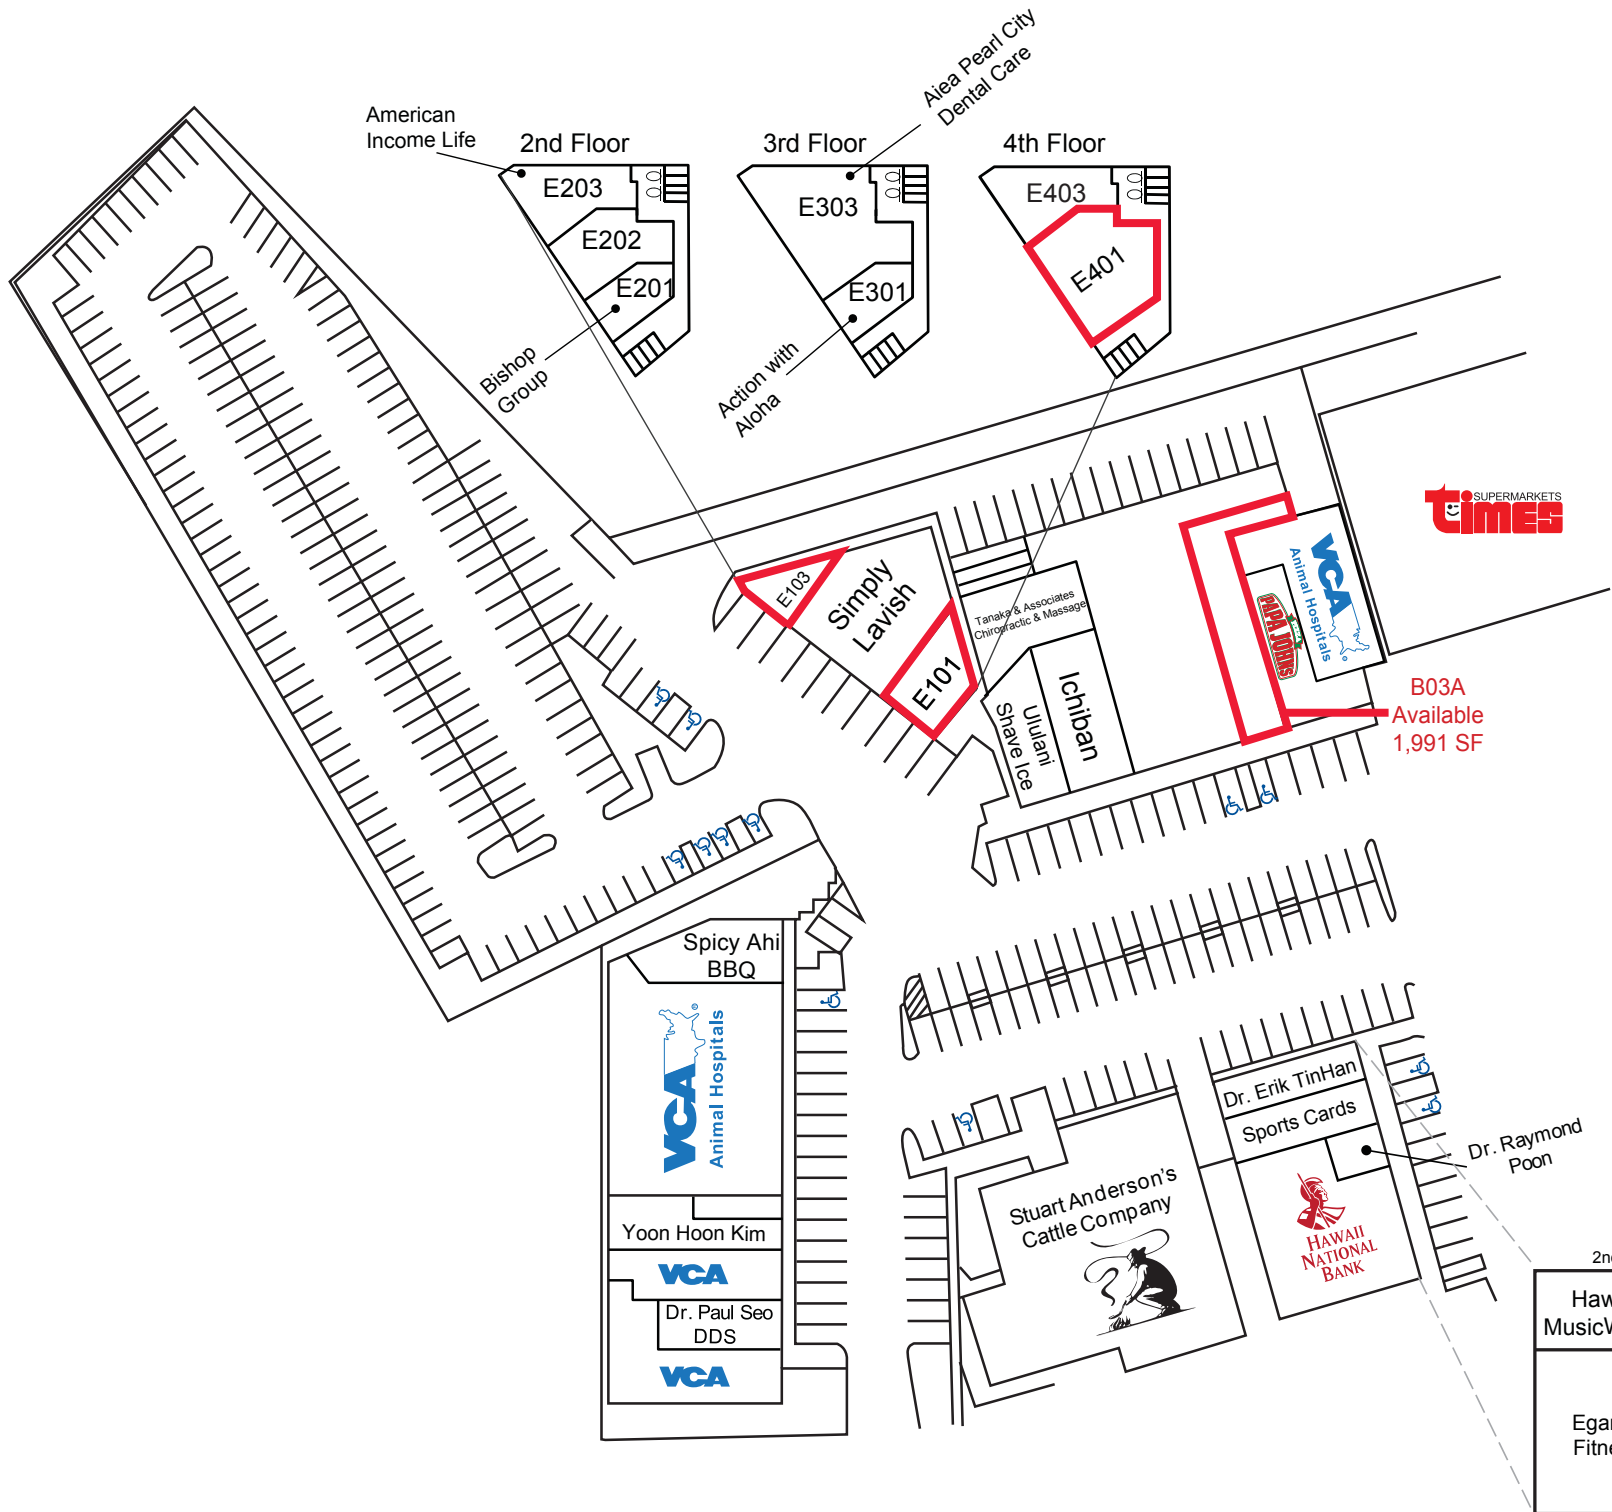 Aiea Pearl City
Dental Care
American
Income Life
2nd Floor
3rd Floor
4th Floor
E203
E202
E201
E303
E301
E403
E401
Bishop
Group
Action with
Aloha
SUPERMARKETS
times
E103
Simply
Lavish
E101
Tanaka & Associates
Chiropractic & Massage
Ululani
Shave Ice
Ichiban
PAPA JOHNS
VCA
Animal Hospitals
B03A
Available
1,991 SF
Spicy Ahi
BBQ
VCA
Animal Hospitals
Yoon Hoon Kim
VCA
Dr. Paul Seo
DDS
VCA
Stuart Anderson's
Cattle Company
Dr. Erik TinHan
Sports Cards
Dr. Raymond
Poon
HAWAII
NATIONAL
BANK